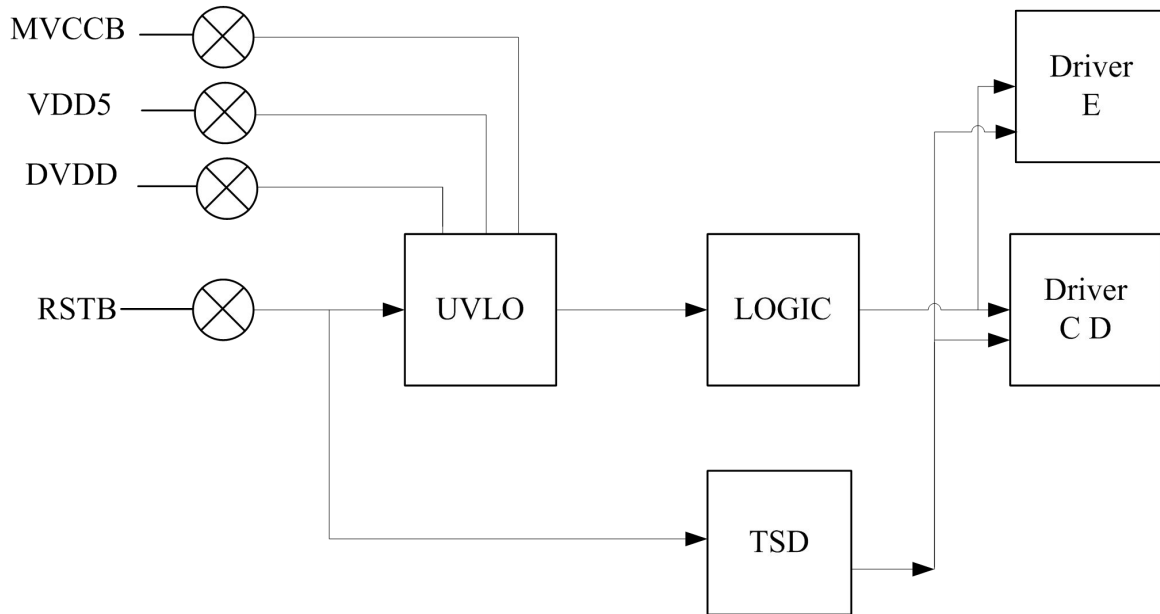 MVCCB
VDD5
DVDD
RSTB
UVLO
LOGIC
TSD
Driver
E
Driver
C D